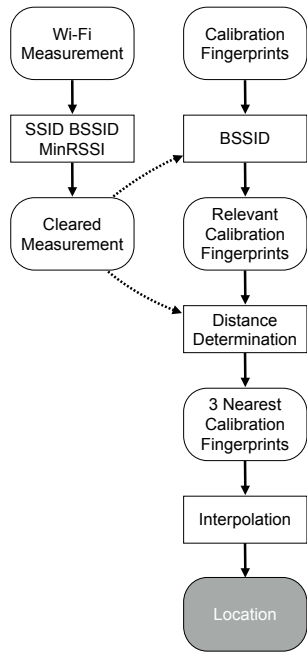 Wi-Fi
Measurement
SSID BSSID
MinRSSI
Cleared
Measurement
Calibration
Fingerprints
BSSID
Relevant
Calibration
Fingerprints
Distance
Determination
3 Nearest
Calibration
Fingerprints
Interpolation
Location